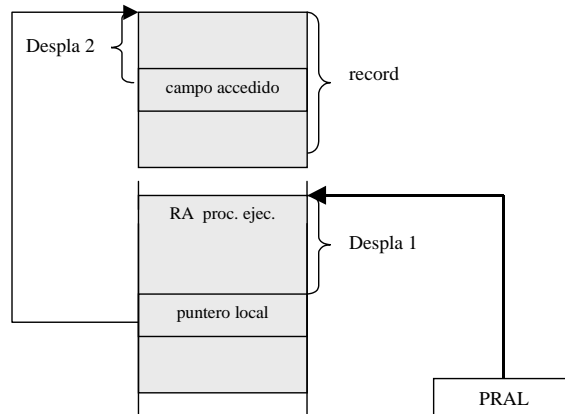 Despla 2
campo accedido
record
RA proc. ejec.
Despla 1
puntero local
PRAL